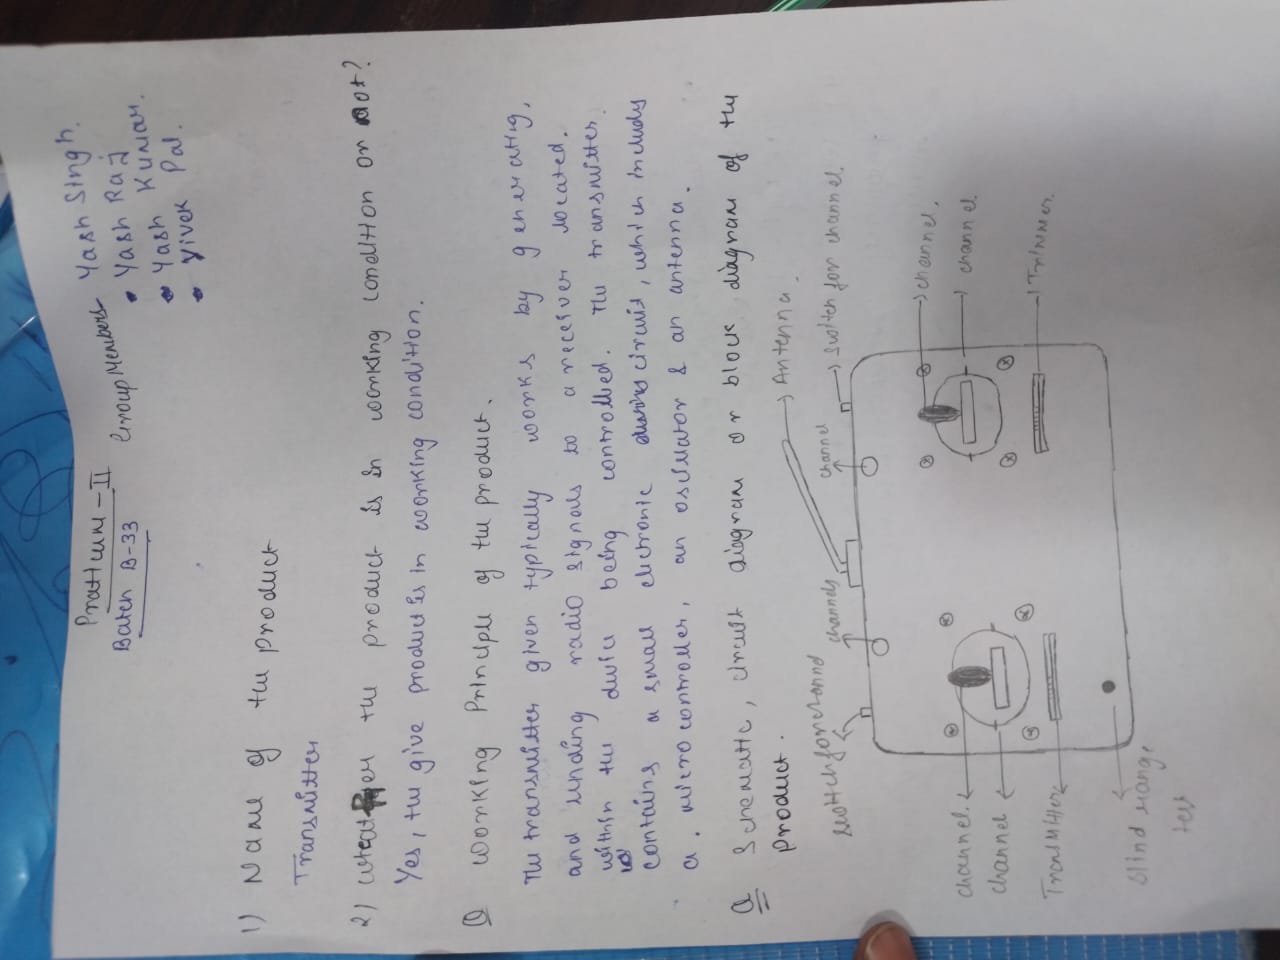 Practicum - II
Batch B-33
Group Members
Yash Singh.
Yash Raj
Yash Kumar.
Vivek Pal.
1) Name of the product
Transmitter
2) Wheather the product is in working condition or not?
Yes, the give product is in working condition.
Q Working Principle of the product.
The transmitter given typically works by generating,
and sending radio signals to a receiver located.
within the device being controlled. The transmitter.
contains a small electronic circuit, which includes
a. microcontroller, an oscillator & an antenna.
Q Schematic, circuit diagram or block diagram of the
product.
Antenna
Switch for channel
channels
channel
Switch for channel.
channel.
channel.
channel
channel.
Transmitter
Trimmer.
blind range
test